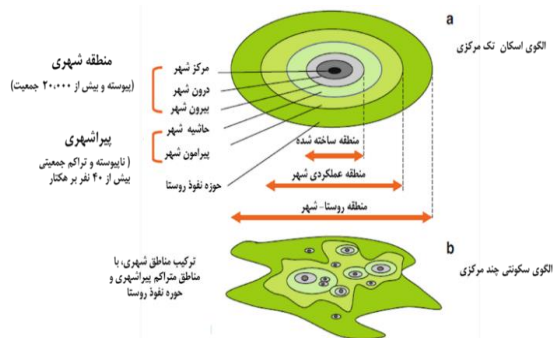 a
الگوی اسکان تک مرکزی
منطقه شهری
(پیوسته و بیش از ۲۰،۰۰۰ جمعیت)
پیراشهری
( ناپیوسته و تراکم جمعیتی
بیش از ۴۰ نفر بر هکتار
مرکز شهر
درون شهر
بیرون شهر
حاشیه شهر
پیرامون شهر
حوزه نفوذ روستا
منطقه ساخته شده
منطقه عملکردی شهر
منطقه روستا- شهر
b
الگوی سکونتی چند مرکزی
ترکیب مناطق شهری، با
مناطق متراکم پیراشهری و
حوزه نفوذ روستا